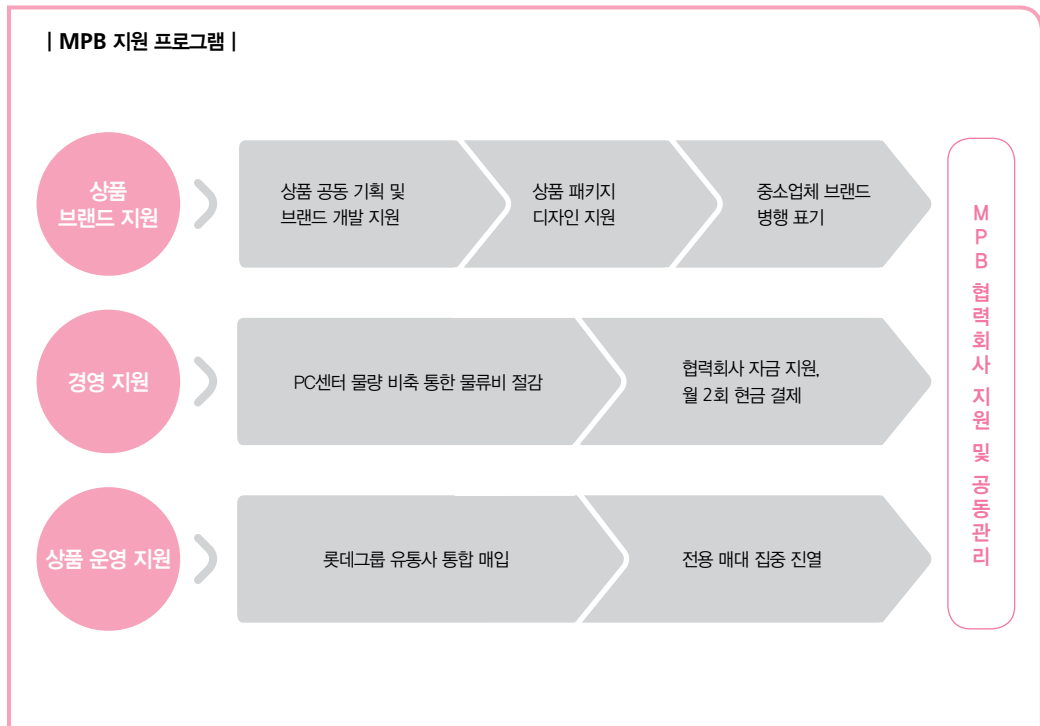 | MPB 지원 프로그램 |
상품
브랜드 지원
상품 공동 기획 및
브랜드 개발 지원
상품 패키지
디자인 지원
중소업체 브랜드
병행 표기
경영 지원
PC센터 물량 비축 통한 물류비 절감
협력회사 자금 지원,
월 2회 현금 결제
상품 운영 지원
롯데그룹 유통사 통합 매입
전용 매대 집중 진열
MPB 협력회사 지원 및 공동관리